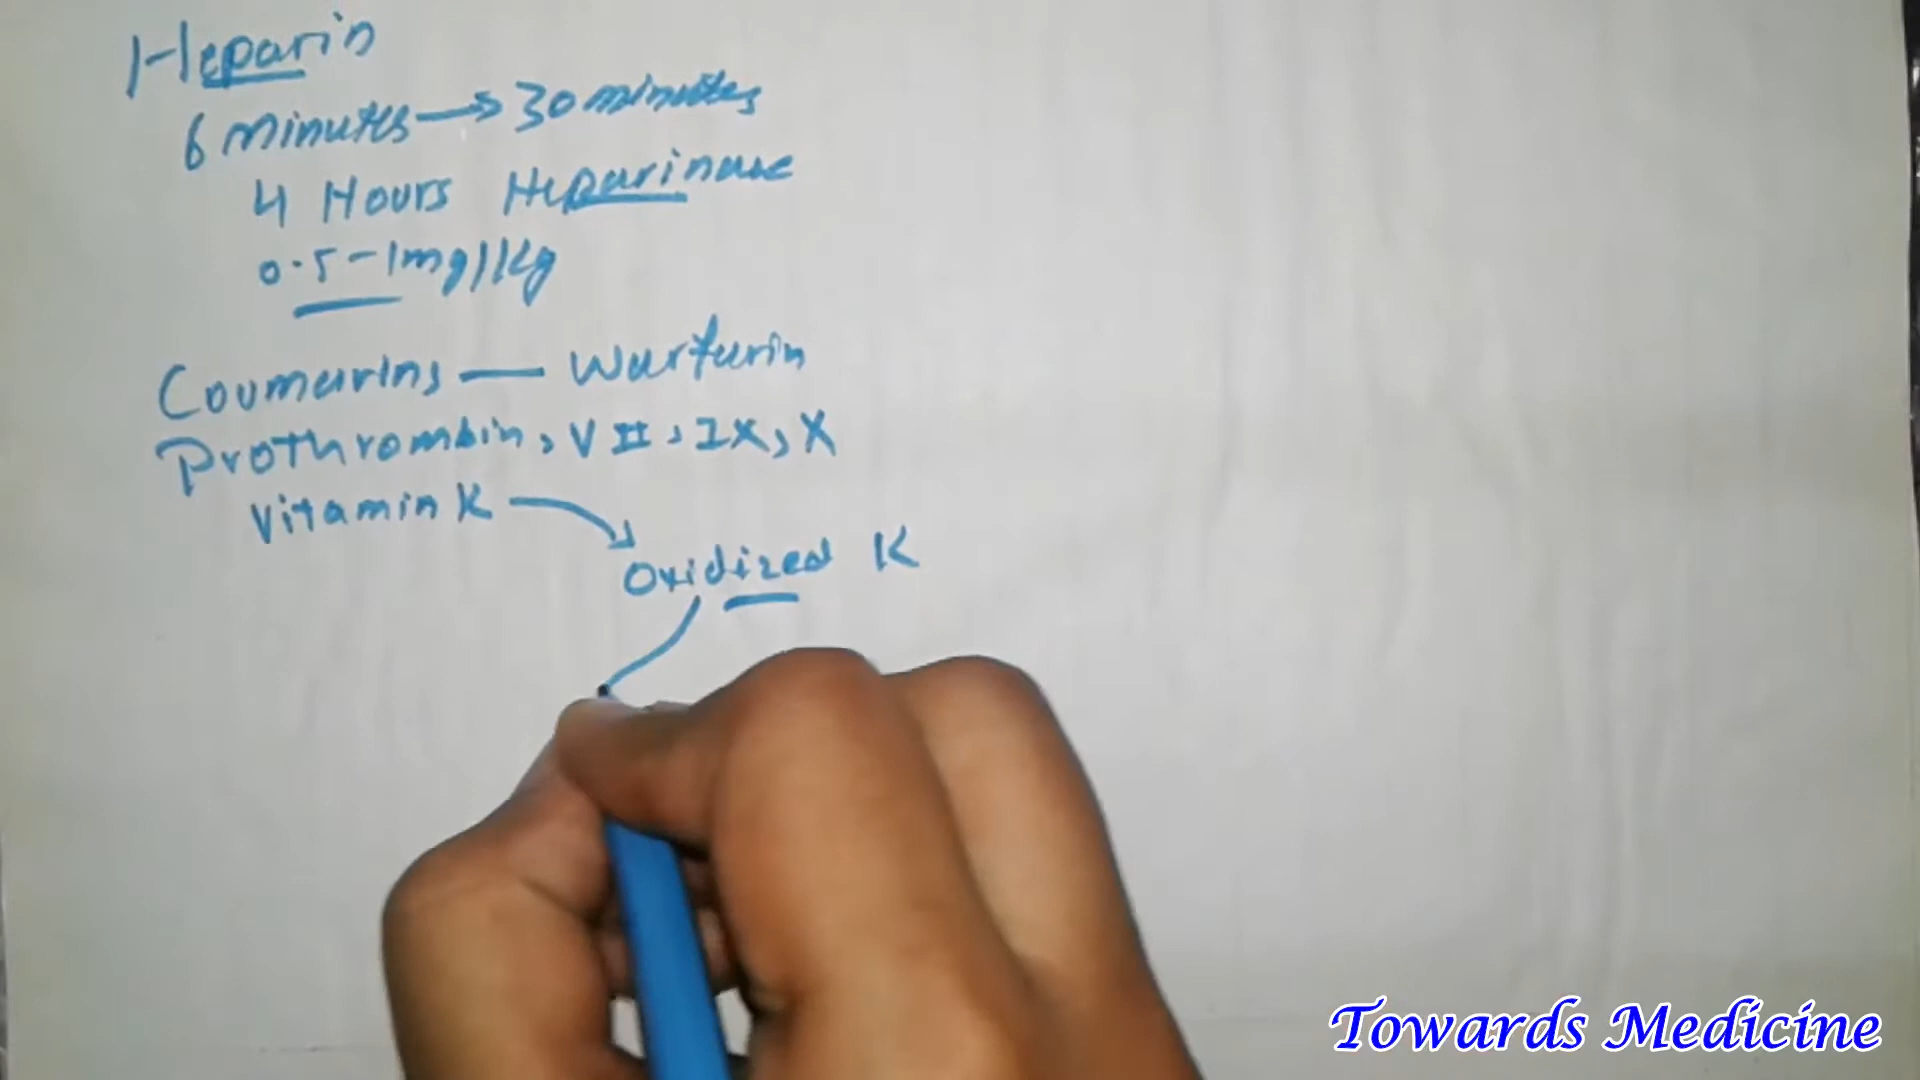 Heparin
6 minutes → 30 minutes
4 Hours Heparinase
0.5-1mg/Kg
Coumarins — Warfarin
Prothrombin, VII, IX, X
Vitamin K →
Oxidized K
Towards Medicine